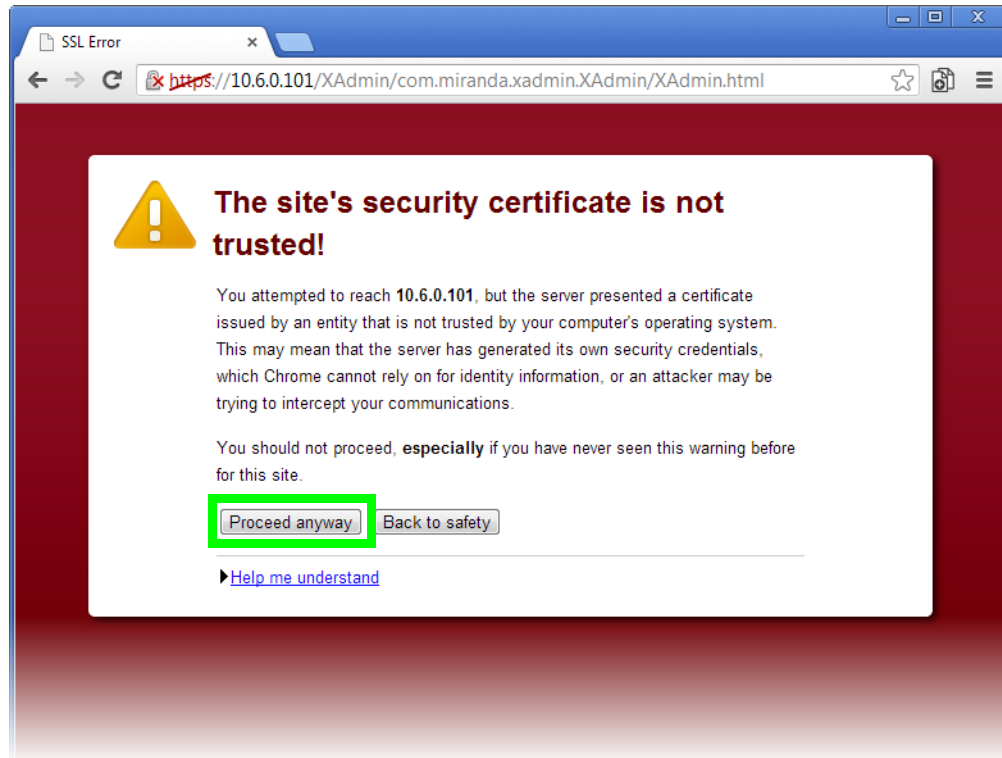 SSL Error
https://10.6.0.101/XAdmin/com.miranda.xadmin.XAdmin/XAdmin.html
The site's security certificate is not
trusted!
You attempted to reach 10.6.0.101, but the server presented a certificate
issued by an entity that is not trusted by your computer's operating system.
This may mean that the server has generated its own security credentials,
which Chrome cannot rely on for identity information, or an attacker may be
trying to intercept your communications.
You should not proceed, especially if you have never seen this warning before
for this site.
Proceed anyway Back to safety
Help me understand